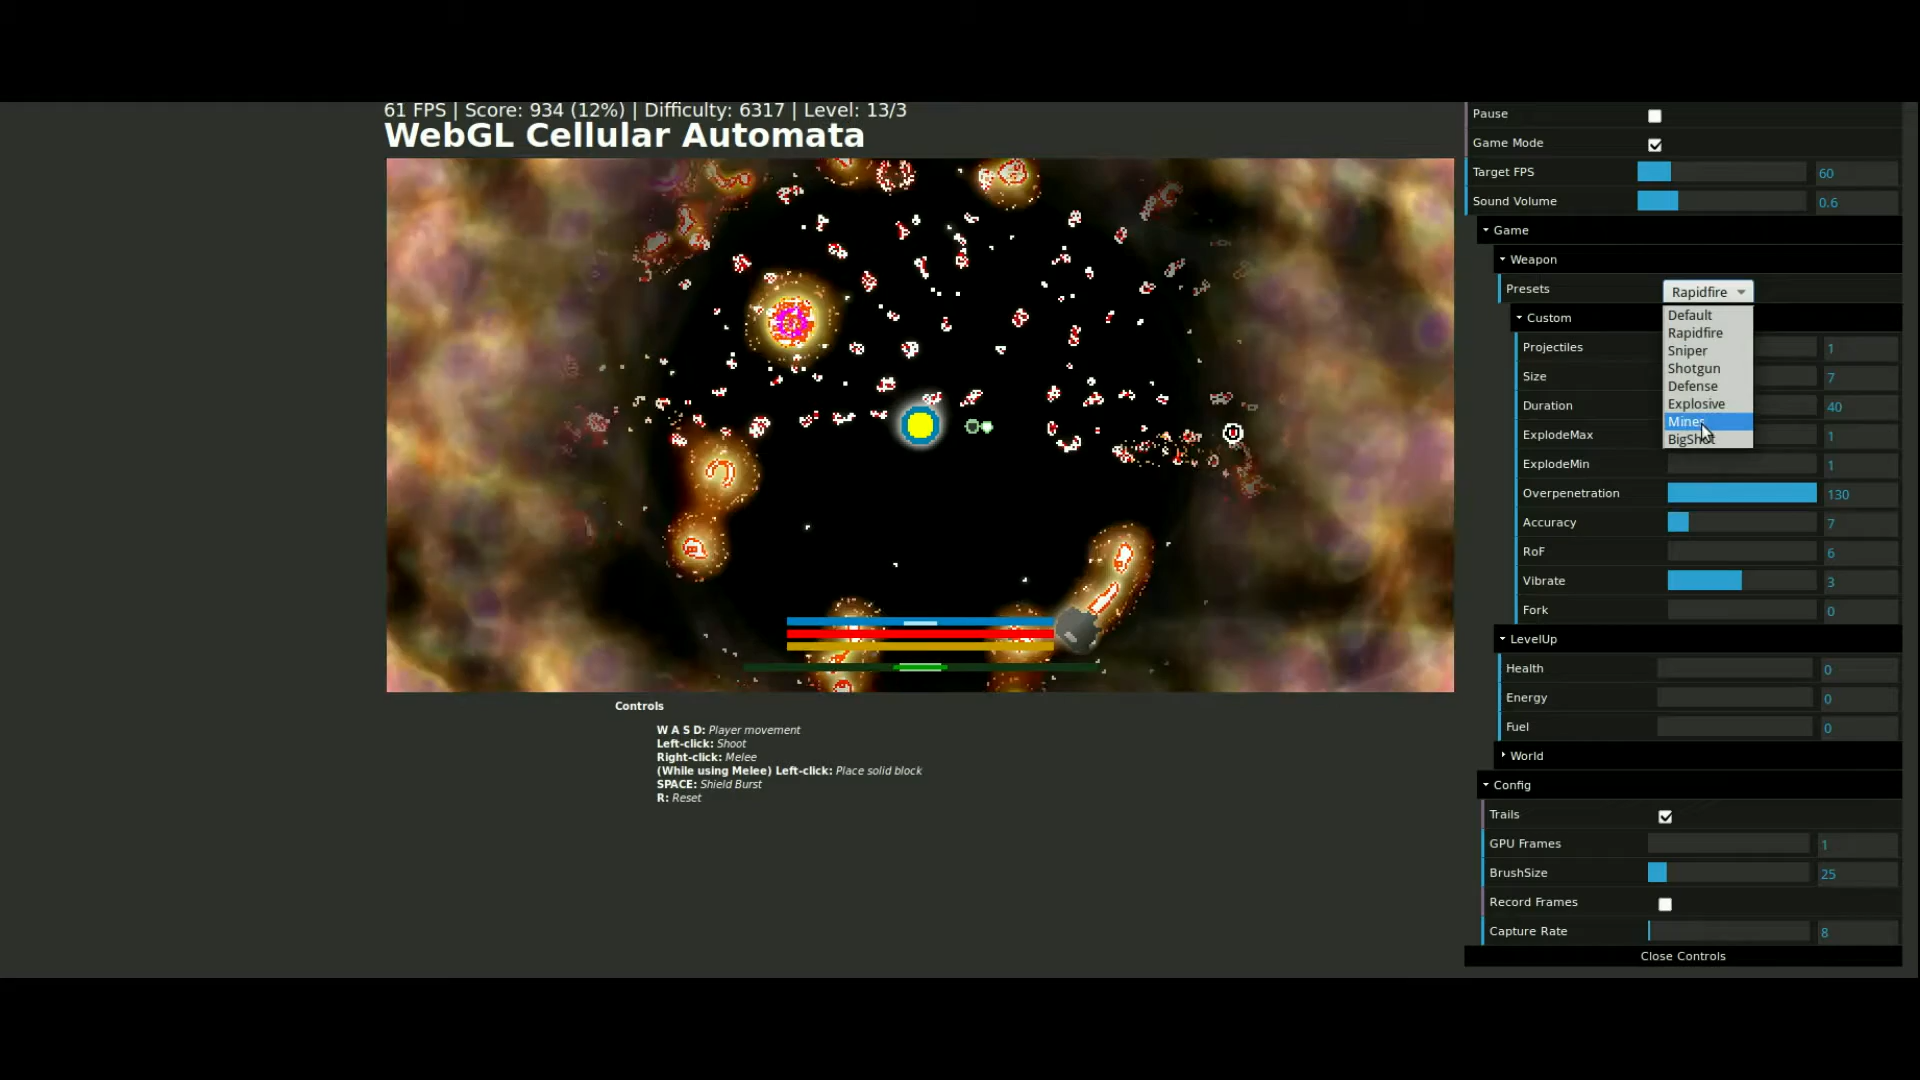 61 FPS | Score: 934 (12%) | Difficulty: 6317 | Level: 13/3
WebGL Cellular Automata
Controls
W A S D: Player movement
Left-click: Shoot
Right-click: Melee
(While using Melee) Left-click: Place solid block
SPACE: Shield Burst
R: Reset
Pause
Game Mode
Target FPS 60
Sound Volume 0.6
Game
Weapon
Presets Rapidfire
Default
Rapidfire
Sniper
Shotgun
Defense
Explosive
Miner
BigShot
Custom
Projectiles 1
Size 7
Duration 40
ExplodeMax 1
ExplodeMin 1
Overpenetration 130
Accuracy 7
RoF 6
Vibrate 3
Fork 0
LevelUp
Health 0
Energy 0
Fuel 0
World
Config
Trails
GPU Frames 1
BrushSize 25
Record Frames
Capture Rate 8
Close Controls